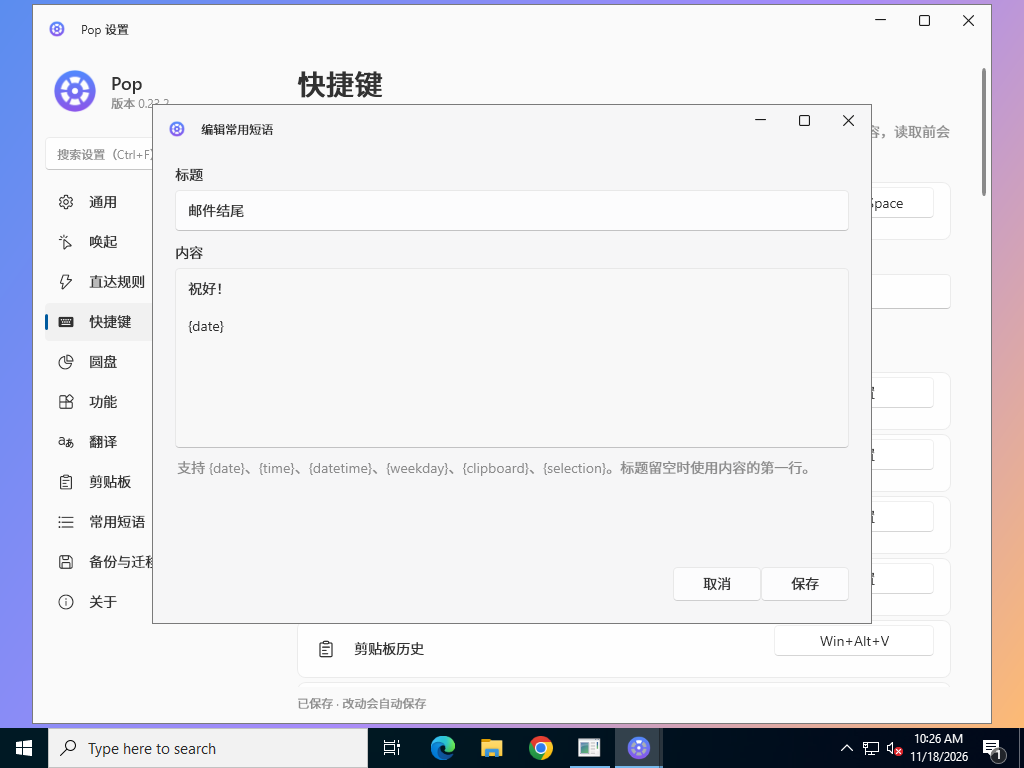 Pop 设置
Pop
版本 0.23.2
搜索设置（Ctrl+F）
通用
唤起
直达规则
快捷键
圆盘
功能
翻译
剪贴板
常用短语
备份与迁移
关于
快捷键
容，读取前会
Space
置
置
置
置
剪贴板历史
Win+Alt+V
已保存 · 改动会自动保存
编辑常用短语
标题
邮件结尾
内容
祝好！
{date}
支持 {date}、{time}、{datetime}、{weekday}、{clipboard}、{selection}。标题留空时使用内容的第一行。
取消
保存
Type here to search
10:26 AM
11/18/2026
1